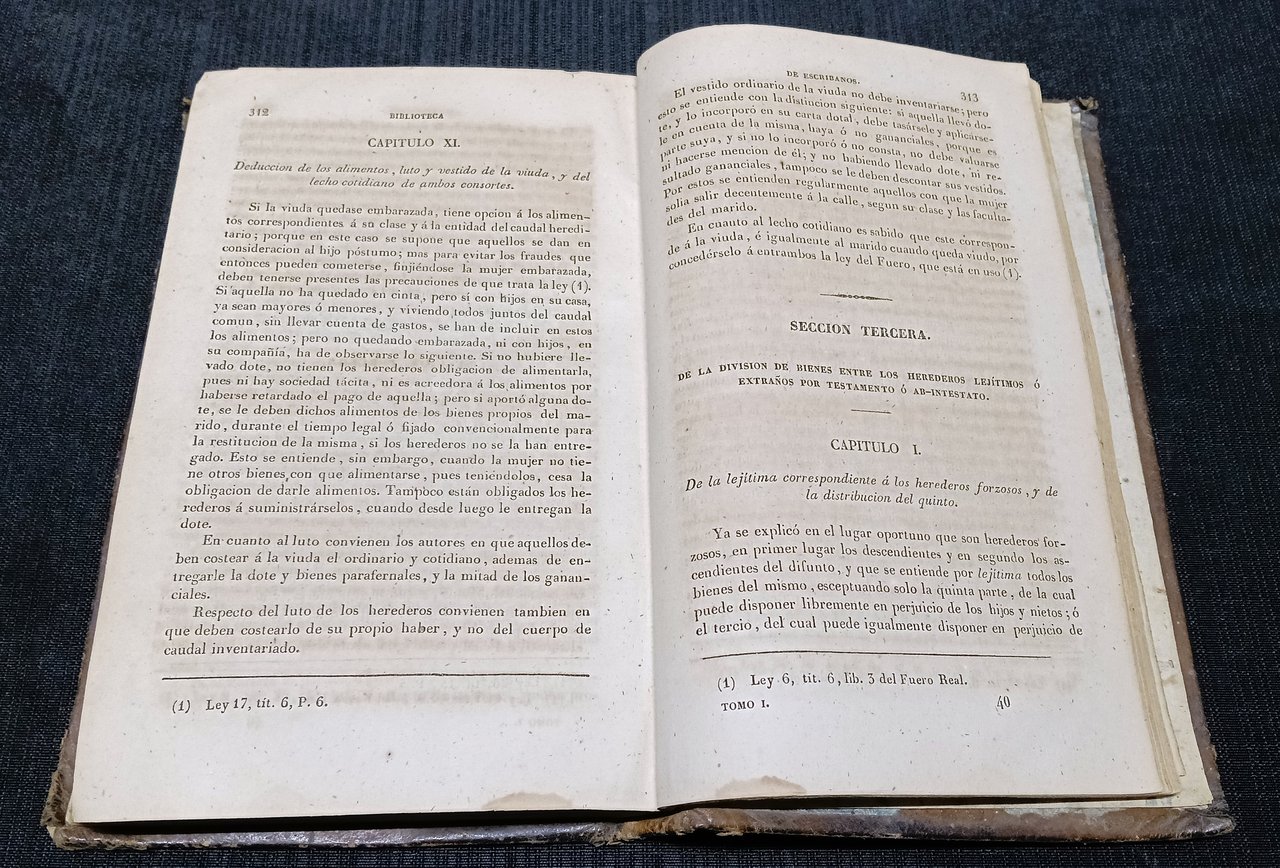 312
BIBLIOTECA
CAPITULO XI.
Deduccion de los alimentos, luto y vestido de la viuda, y del
lecho cotidiano de ambos consortes.
Si la viuda quedase embarazada, tiene opcion á los alimen-
tos correspondientes á su clase y á la entidad del caudal heredi-
tario; porque en este caso se supone que aquellos se dan en
consideracion al hijo póstumo; mas para evitar los fraudes que
entonces pueden cometerse, finjiéndose la mujer embarazada,
deben tenerse presentes las precauciones de que trata la ley (1).
Si aquella no ha quedado en cinta, pero sí con hijos en su casa,
ya sean mayores ó menores, y viviendo todos juntos del caudal
comun, sin llevar cuenta de gastos, se han de incluir en estos
los alimentos; pero no quedando embarazada, ni con hijos, en
su compañía, ha de observarse lo siguiente. Si no hubiere lle-
vado dote, no tienen los herederos obligacion de alimentarla,
pues ni hay sociedad tácita, ni es acreedora á los alimentos por
haberse retardado el pago de aquella; pero si aportó alguna do-
te, se le deben dichos alimentos de los bienes propios del ma-
rido, durante el tiempo legal ó fijado convencionalmente para
la restitucion de la misma, si los herederos no se la han entre-
gado. Esto se entiende, sin embargo, cuando la mujer no tie-
ne otros bienes con que alimentarse, pues teniéndolos, cesa la
obligacion de darle alimentos. Tampoco están obligados los he-
rederos á suministrárselos, cuando desde luego le entregan la
dote.
En cuanto al luto convienen los autores en que aquellos de-
ben costear á la viuda el ordinario y cotidiano, ademas de en-
tregarle la dote y bienes parafernales, y la mitad de los ganan-
ciales.
Respecto del luto de los herederos convienen tambien en
que deben costearlo de su propio haber, y no del cuerpo de
caudal inventariado.
(1) Ley 17, tit. 6, P. 6.
DE ESCRIBANOS.
313
El vestido ordinario de la viuda no debe inventariarse; pero
esto se entiende con la distincion siguiente: si aquella llevó do-
te, y lo incorporó en su carta dotal, debe tasársele y aplicárse-
le en cuenta de la misma, haya ó no gananciales, porque es
parte suya, y si no lo incorporó ó no consta, no debe valuarse
ni hacerse mencion de él; y no habiendo llevado dote, ni re-
sultado gananciales, tampoco se le deben descontar sus vestidos.
Por estos se entienden regularmente aquellos con que la mujer
solia salir decentemente á la calle, segun su clase y las faculta-
des del marido.
En cuanto al lecho cotidiano es sabido que este correspon-
de á la viuda, é igualmente al marido cuando queda viudo, por
concedérselo á entrambos la ley del Fuero, que está en uso (1).
SECCION TERCERA.
DE LA DIVISION DE BIENES ENTRE LOS HEREDEROS LEJÍTIMOS Ó
EXTRAÑOS POR TESTAMENTO Ó AB-INTESTATO.
CAPITULO I.
De la lejítima correspondiente á los herederos forzosos, y de
la distribucion del quinto.
Ya se explicó en el lugar oportuno que son herederos for-
zosos, en primer lugar los descendientes y en segundo los as-
cendientes del difunto, y que se entiende por lejítima todos los
bienes del mismo, esceptuando solo la quinta parte, de la cual
puede disponer libremente en perjuicio de los hijos y nietos; ó
el tercio, del cual puede igualmente disponer en perjuicio de
(1) Ley 6, tit. 6, lib. 3 del Fuero Real.
TOMO I.
40